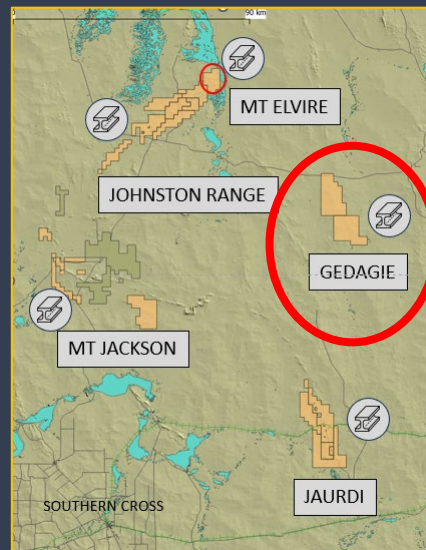 90 km
MT ELVIRE
JOHNSTON RANGE
GEDAGIE
MT JACKSON
JAURDI
SOUTHERN CROSS